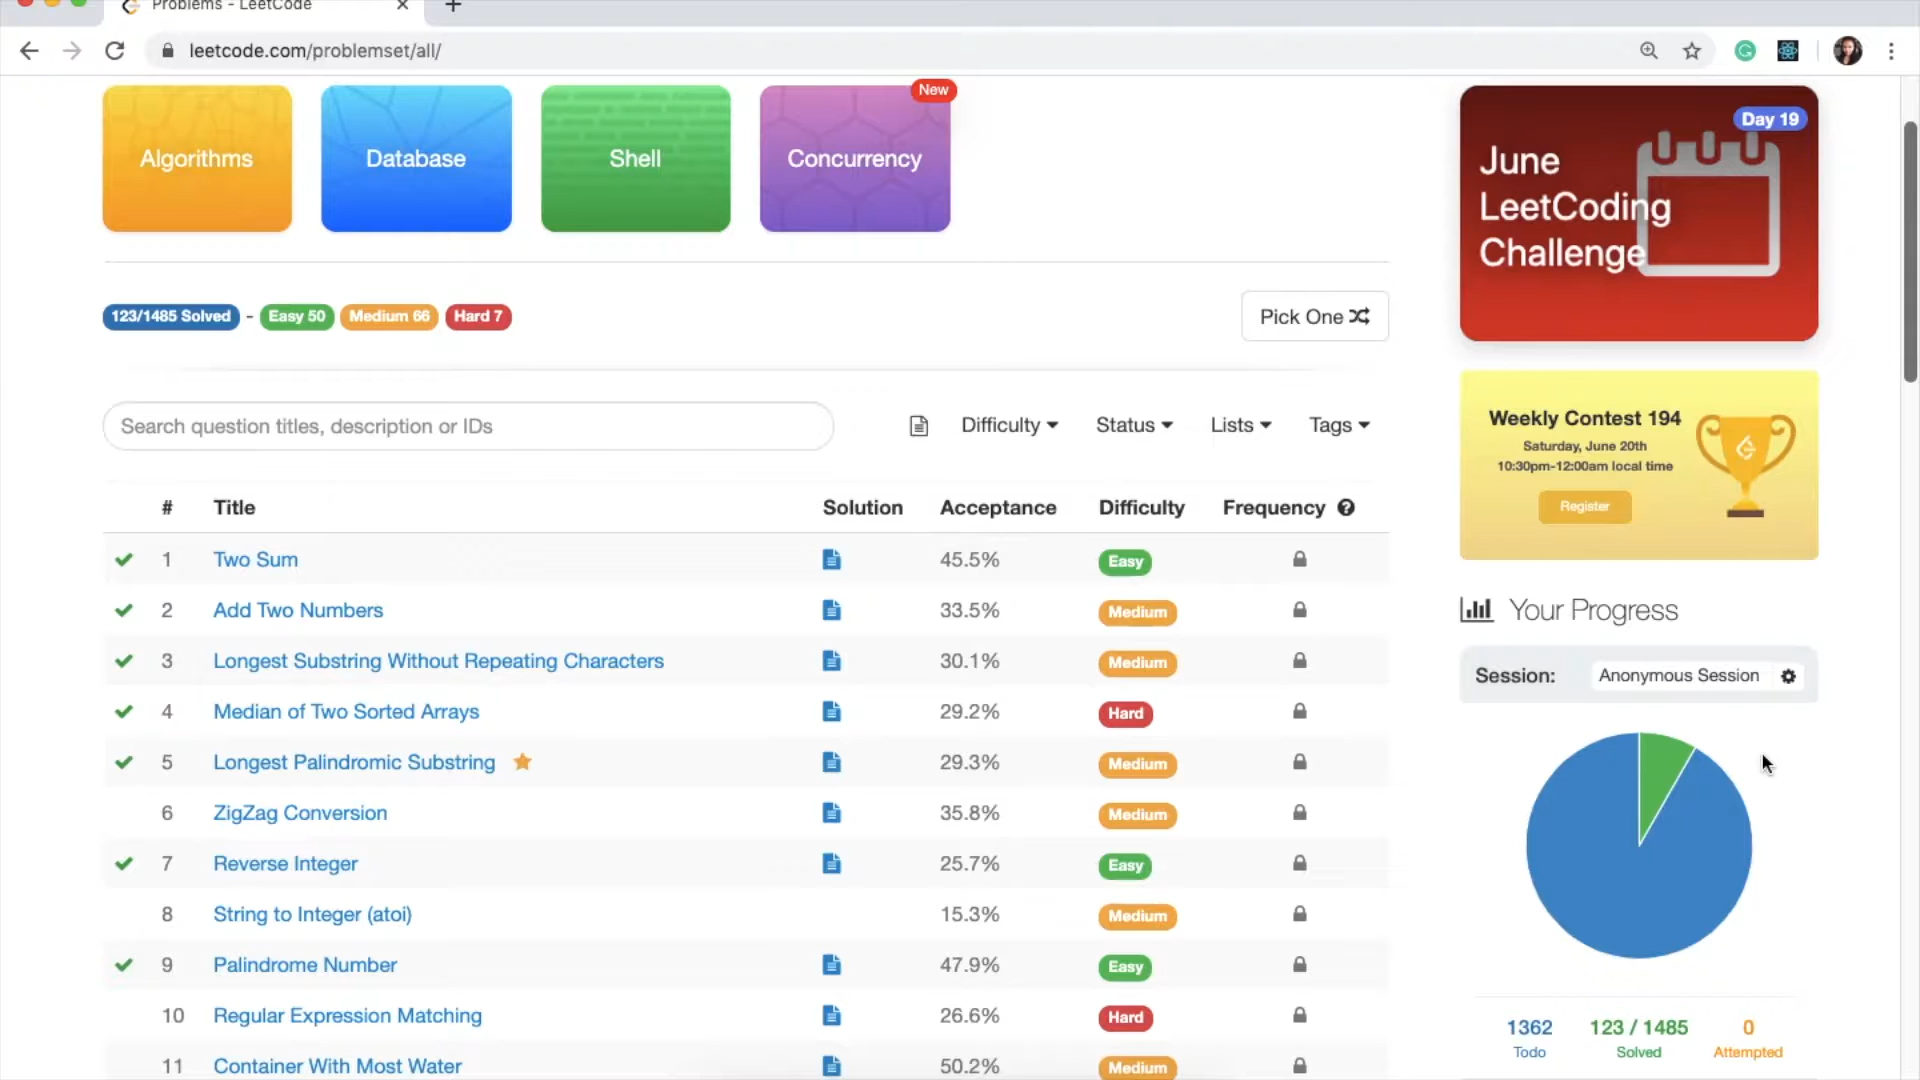 Problems - LeetCode
leetcode.com/problemset/all/
Algorithms
Database
Shell
Concurrency
New
Day 19
June
LeetCoding
Challenge
123/1485 Solved - Easy 50 Medium 66 Hard 7
Pick One
Search question titles, description or IDs
Difficulty Status Lists Tags
Weekly Contest 194
Saturday, June 20th
10:30pm-12:00am local time
Register
# Title Solution Acceptance Difficulty Frequency ?
1 Two Sum 45.5% Easy
2 Add Two Numbers 33.5% Medium
3 Longest Substring Without Repeating Characters 30.1% Medium
4 Median of Two Sorted Arrays 29.2% Hard
5 Longest Palindromic Substring 29.3% Medium
6 ZigZag Conversion 35.8% Medium
7 Reverse Integer 25.7% Easy
8 String to Integer (atoi) 15.3% Medium
9 Palindrome Number 47.9% Easy
10 Regular Expression Matching 26.6% Hard
11 Container With Most Water 50.2% Medium
Your Progress
Session: Anonymous Session
1362 123 / 1485 0
Todo Solved Attempted